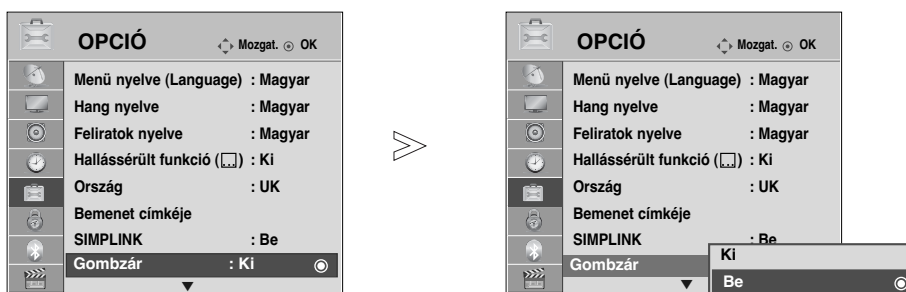 OPCIÓ Mozgat. OK
Menü nyelve (Language) : Magyar
Hang nyelve : Magyar
Feliratok nyelve : Magyar
Hallássérült funkció ( ) : Ki
Ország : UK
Bemenet címkéje
SIMPLINK : Be
Gombzár : Ki
OPCIÓ Mozgat. OK
Menü nyelve (Language) : Magyar
Hang nyelve : Magyar
Feliratok nyelve : Magyar
Hallássérült funkció ( ) : Ki
Ország : UK
Bemenet címkéje
SIMPLINK : Be
Gombzár
Ki
Be